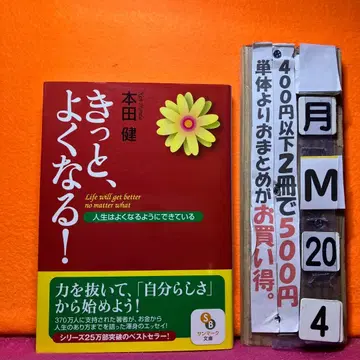 きっと、
よくなる!
本田 健
Life will get better
no matter what
人生はよくなるようにできている
力を抜いて、「自分らしさ」
から始めよう!
370万人に支持された著者が、お金から
人生のあり方までを語った渾身のエッセイ!
シリーズ25万部突破のベストセラー!
SB
サンマーク
文庫
400円以下2冊で500円
単体よりおまとめがお買い得。
月
M
20
4